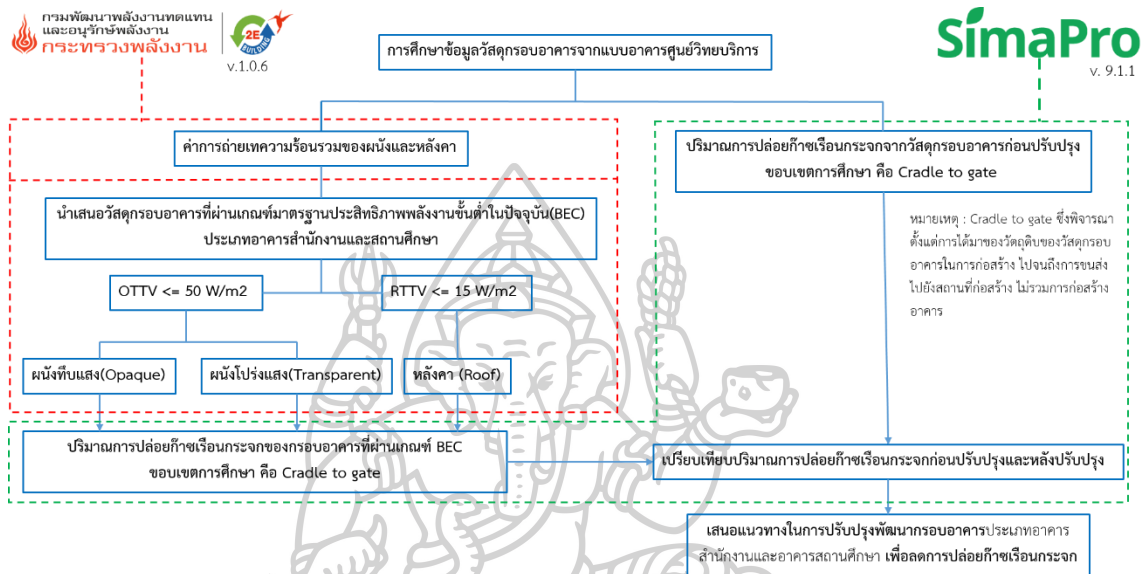 กรมพัฒนาพลังงานทดแทน
และอนุรักษ์พลังงาน
กระทรวงพลังงาน
2E
BUILDING
v.1.0.6
SimaPro
v. 9.1.1
การศึกษาข้อมูลวัสดุกรอบอาคารจากแบบอาคารศูนย์วิทยบริการ
ค่าการถ่ายเทความร้อนรวมของผนังและหลังคา
ปริมาณการปล่อยก๊าซเรือนกระจกจากวัสดุกรอบอาคารก่อนปรับปรุง
ขอบเขตการศึกษา คือ Cradle to gate
นำเสนอวัสดุกรอบอาคารที่ผ่านเกณฑ์มาตรฐานประสิทธิภาพพลังงานขั้นต่ำในปัจจุบัน(BEC)
ประเภทอาคารสำนักงานและสถานศึกษา
หมายเหตุ : Cradle to gate ซึ่งพิจารณา
ตั้งแต่การได้มาของวัตถุดิบของวัสดุกรอบ
อาคารในการก่อสร้าง ไปจนถึงการขนส่ง
ไปยังสถานที่ก่อสร้าง ไม่รวมการก่อสร้าง
อาคาร
OTTV <= 50 W/m2
RTTV <= 15 W/m2
ผนังทึบแสง(Opaque)
ผนังโปร่งแสง(Transparent)
หลังคา (Roof)
ปริมาณการปล่อยก๊าซเรือนกระจกของกรอบอาคารที่ผ่านเกณฑ์ BEC
ขอบเขตการศึกษา คือ Cradle to gate
เปรียบเทียบปริมาณการปล่อยก๊าซเรือนกระจกก่อนปรับปรุงและหลังปรับปรุง
เสนอแนวทางในการปรับปรุงพัฒนากรอบอาคารประเภทอาคาร
สำนักงานและอาคารสถานศึกษา เพื่อลดการปล่อยก๊าซเรือนกระจก